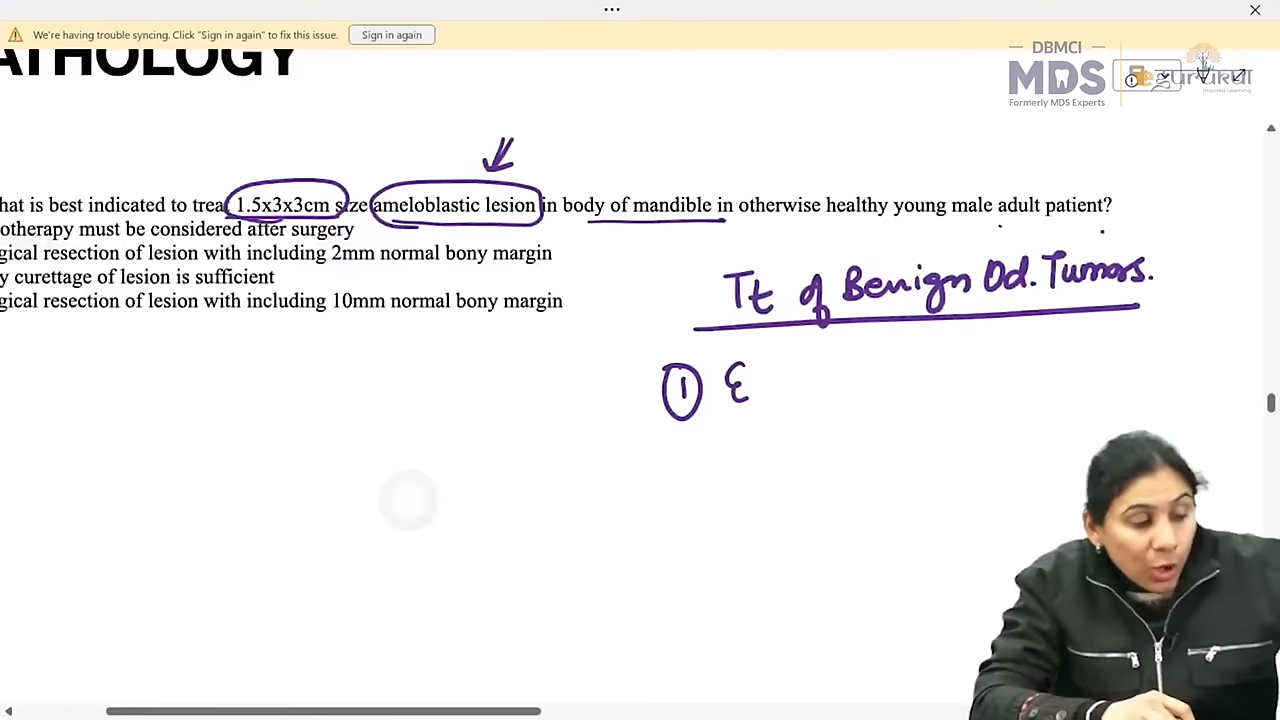 ...
We're having trouble syncing. Click "Sign in again" to fix this issue. Sign in again
ATHOLOGY
DBMCI
MDS
Formerly MDS Experts
egurukul
Inspired Learning
hat is best indicated to treat 1.5x3x3cm size ameloblastic lesion in body of mandible in otherwise healthy young male adult patient?
otherapy must be considered after surgery
gical resection of lesion with including 2mm normal bony margin
y curettage of lesion is sufficient
gical resection of lesion with including 10mm normal bony margin
Tt of Benign Od. Tumors.
① E